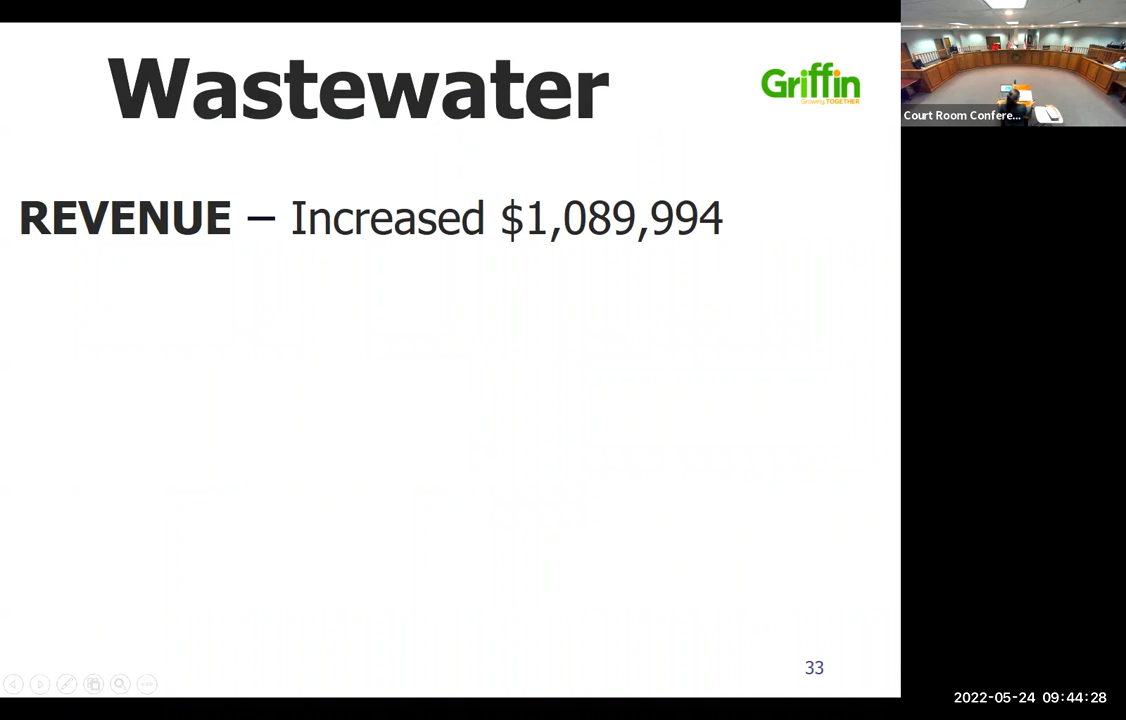 Wastewater
Griffin
Growing TOGETHER
Court Room Confere...
REVENUE – Increased $1,089,994
33
2022-05-24 09:44:28